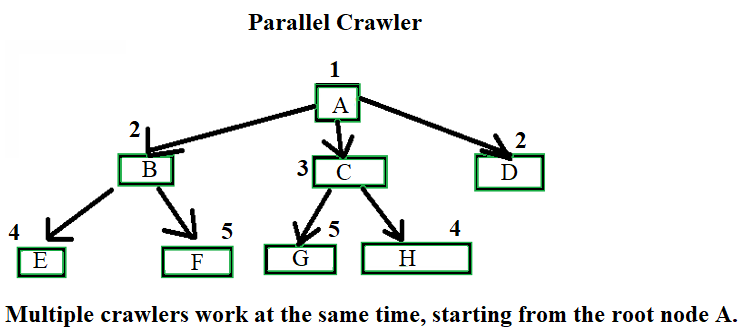 Parallel Crawler
1
A
2
2
B
3
C
D
4
5
5
4
E
F
G
H
Multiple crawlers work at the same time, starting from the root node A.